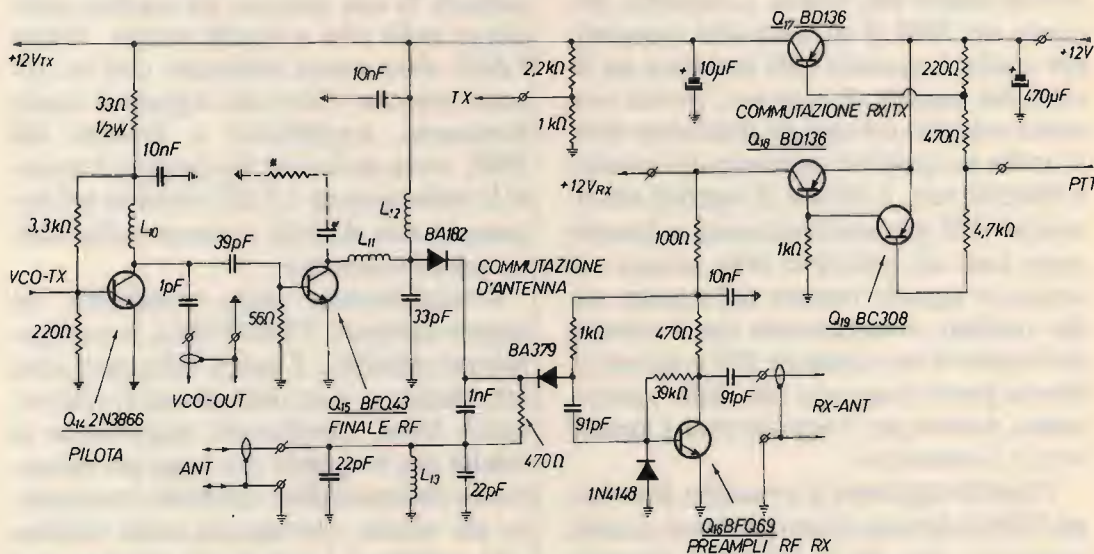 Q17 BD136
+12VTX
+12V
10nF
2,2kΩ
10µF
220Ω
470µF
33Ω
1/2W
TX
COMMUTAZIONE RX/TX
1kΩ
Q18 BD136
470Ω
10nF
*
+12VRX
PTT
L10
L12
3,3kΩ
39pF
*
BA182
100Ω
1kΩ
4,7kΩ
L11
VCO-TX
COMMUTAZIONE
D'ANTENNA
10nF
1pF
56Ω
33pF
Q19 BC308
220Ω
1kΩ
470Ω
BA379
39kΩ
91pF
VCO-OUT
Q15 BFQ43
FINALE RF
1nF
RX-ANT
Q14 2N3866
91pF
PILOTA
ANT
470Ω
22pF
L13
22pF
1N4148
Q16 BFQ69
PREAMPLI RF RX